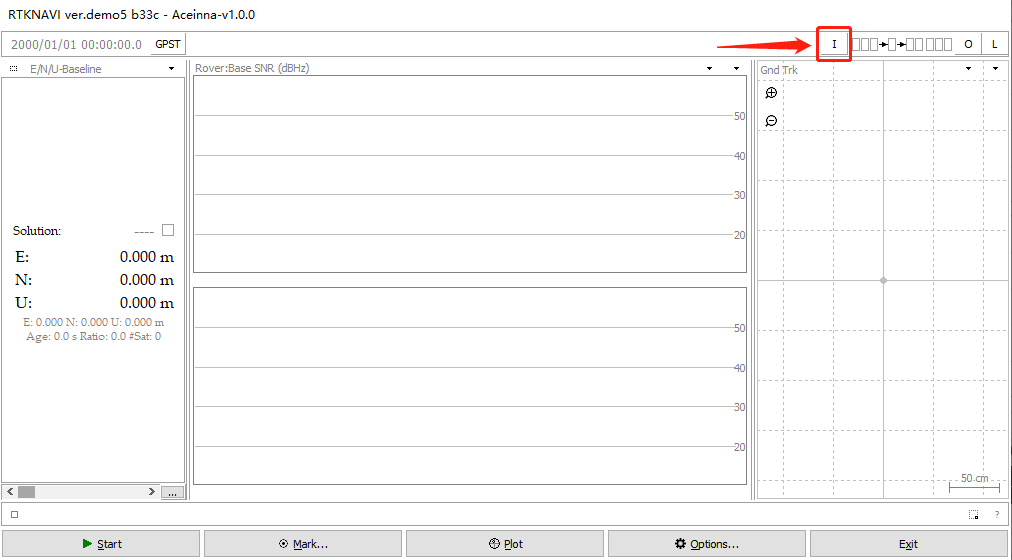 RTKNAVI ver.demo5 b33c - Aceinna-v1.0.0
2000/01/01 00:00:00.0 GPST I O L
E/N/U-Baseline
Rover:Base SNR (dBHz)
Gnd Trk
50
40
30
20
Solution: ----
E: 0.000 m
N: 0.000 m
U: 0.000 m
E: 0.000 N: 0.000 U: 0.000 m
Age: 0.0 s Ratio: 0.0 #Sat: 0
50
40
30
20
50 cm
...
?
Start Mark... Plot Options... Exit